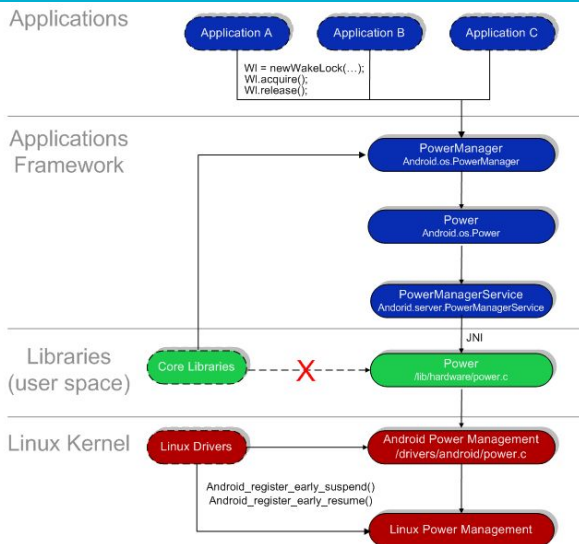 Applications
Application A
Application B
Application C
Wl = newWakeLock(…);
Wl.acquire();
Wl.release();
Applications
Framework
PowerManager
Android.os.PowerManager
Power
Android.os.Power
PowerManagerService
Andorid.server.PowerManagerService
JNI
Libraries
(user space)
Core Libraries
X
Power
/lib/hardware/power.c
Linux Kernel
Linux Drivers
Android Power Management
/drivers/android/power.c
Android_register_early_suspend()
Android_register_early_resume()
Linux Power Management